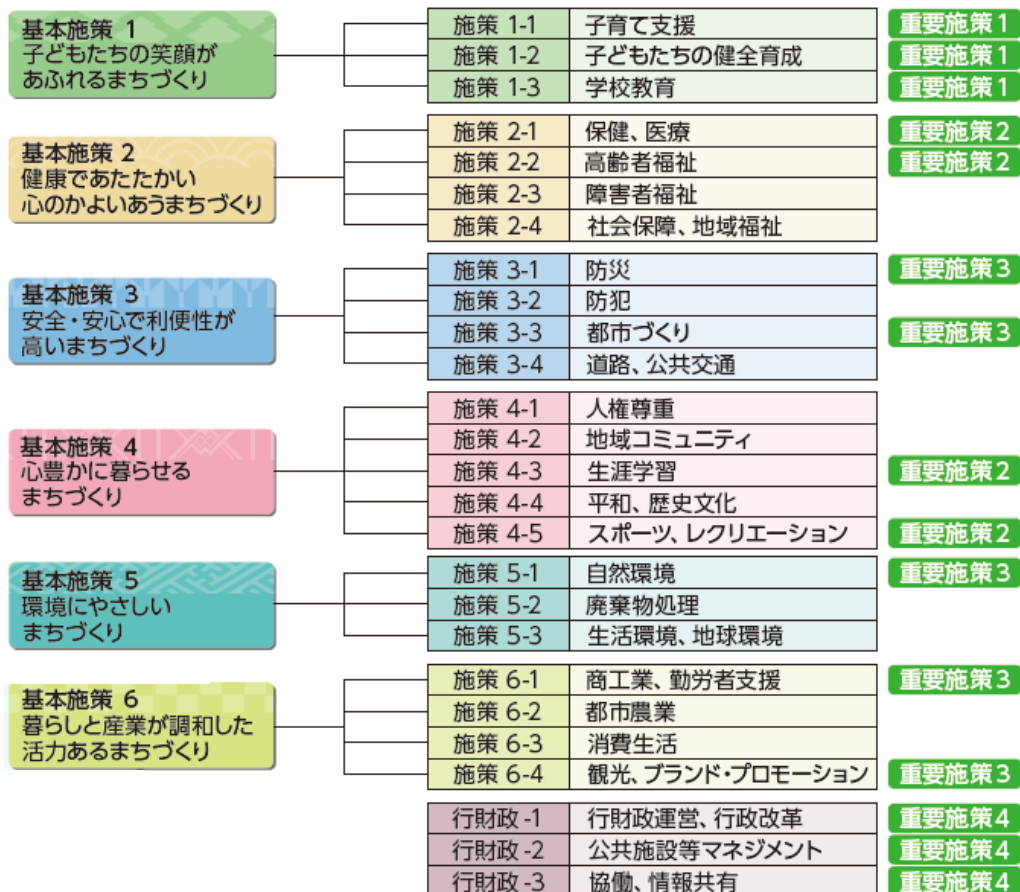 基本施策 1
子どもたちの笑顔が
あふれるまちづくり
施策 1-1 子育て支援 重要施策1
施策 1-2 子どもたちの健全育成 重要施策1
施策 1-3 学校教育 重要施策1
基本施策 2
健康であたたかい
心のかよいあうまちづくり
施策 2-1 保健、医療 重要施策2
施策 2-2 高齢者福祉 重要施策2
施策 2-3 障害者福祉
施策 2-4 社会保障、地域福祉
基本施策 3
安全・安心で利便性が
高いまちづくり
施策 3-1 防災 重要施策3
施策 3-2 防犯
施策 3-3 都市づくり 重要施策3
施策 3-4 道路、公共交通
基本施策 4
心豊かに暮らせる
まちづくり
施策 4-1 人権尊重
施策 4-2 地域コミュニティ
施策 4-3 生涯学習 重要施策2
施策 4-4 平和、歴史文化
施策 4-5 スポーツ、レクリエーション 重要施策2
基本施策 5
環境にやさしい
まちづくり
施策 5-1 自然環境 重要施策3
施策 5-2 廃棄物処理
施策 5-3 生活環境、地球環境
基本施策 6
暮らしと産業が調和した
活力あるまちづくり
施策 6-1 商工業、勤労者支援 重要施策3
施策 6-2 都市農業
施策 6-3 消費生活
施策 6-4 観光、ブランド・プロモーション 重要施策3
行財政 -1 行財政運営、行政改革 重要施策4
行財政 -2 公共施設等マネジメント 重要施策4
行財政 -3 協働、情報共有 重要施策4